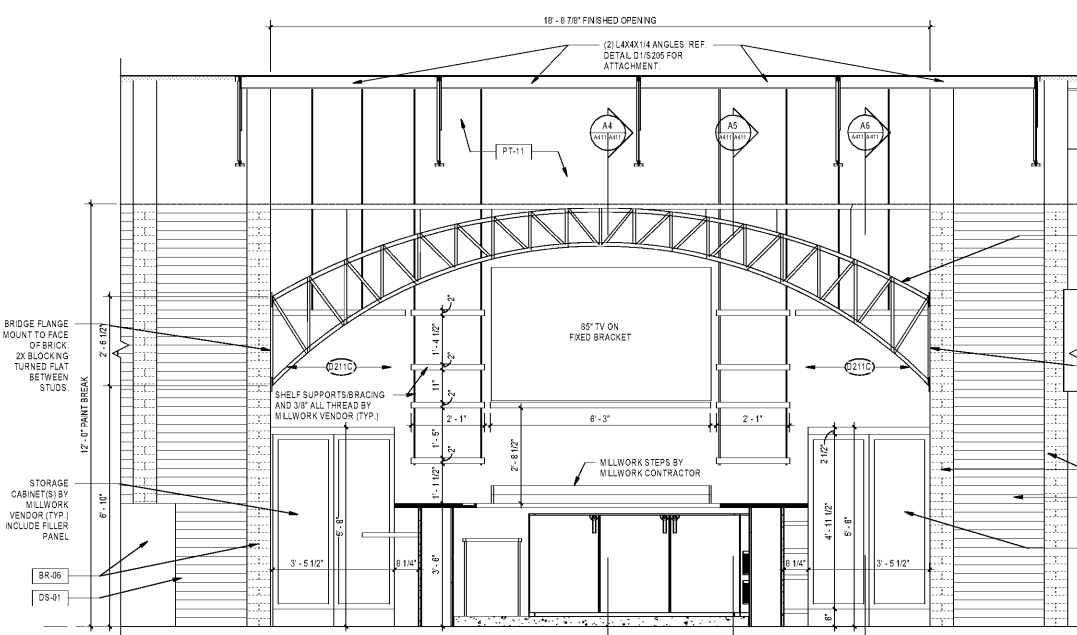 18' - 8 7/8" FINISHED OPENING
(2) L4X4X1/4 ANGLES. REF.
DETAIL D1/S205 FOR
ATTACHMENT.
A4
A411 A411
A5
A411 A411
A6
A411 A411
PT-11
BRIDGE FLANGE
MOUNT TO FACE
OF BRICK.
2X BLOCKING
TURNED FLAT
BETWEEN
STUDS.
2' - 6 1/2"
12' - 0" PAINT BREAK
6' - 10"
85" TV ON
FIXED BRACKET
D211C
D211C
SHELF SUPPORTS/BRACING
AND 3/8" ALL THREAD BY
MILLWORK VENDOR (TYP.)
2"
1' - 4 1/2"
2"
11"
2"
1' - 5"
2"
1' - 1 1/2"
2' - 1"
6' - 3"
2' - 1"
2' - 8 1/2"
MILLWORK STEPS BY
MILLWORK CONTRACTOR
STORAGE
CABINET(S) BY
MILLWORK
VENDOR (TYP.)
INCLUDE FILLER
PANEL
3' - 5 1/2"
5' - 8"
8 1/4"
3' - 6"
8 1/4"
2 1/2"
4' - 11 1/2"
5' - 8"
6"
3' - 5 1/2"
BR-06
DS-01